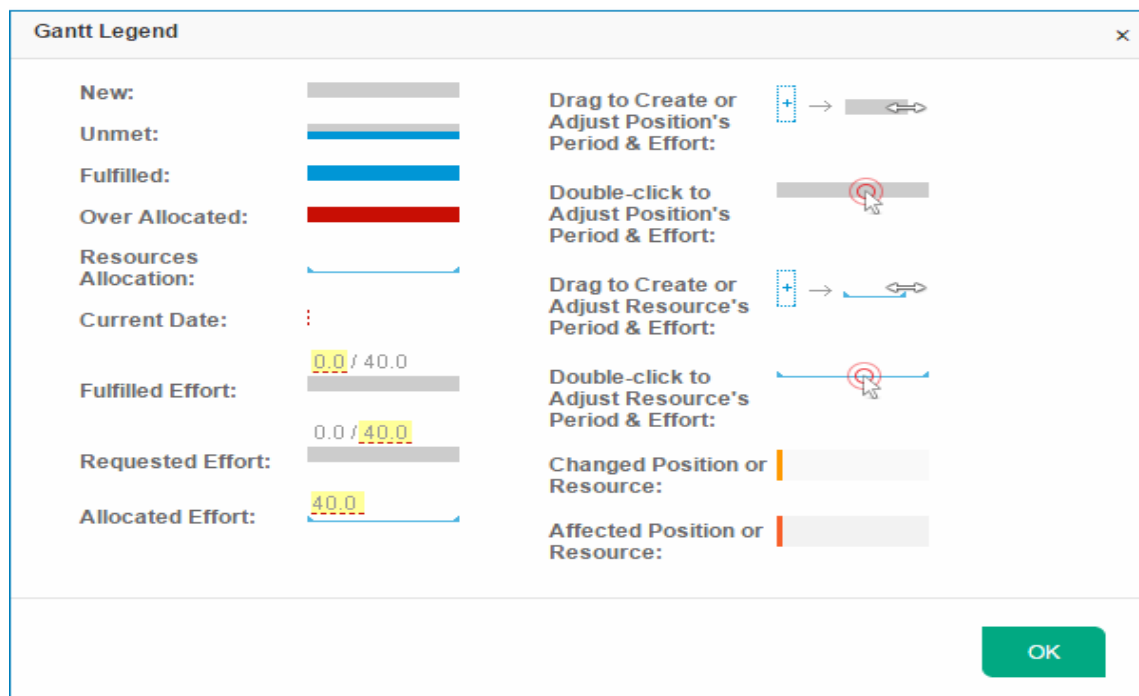 Gantt Legend
×
New:
Unmet:
Fulfilled:
Over Allocated:
Resources
Allocation:
Current Date:
0.0 / 40.0
Fulfilled Effort:
0.0 / 40.0
Requested Effort:
40.0
Allocated Effort:
Drag to Create or
Adjust Position's
Period & Effort:
+
Double-click to
Adjust Position's
Period & Effort:
Drag to Create or
Adjust Resource's
Period & Effort:
+
Double-click to
Adjust Resource's
Period & Effort:
Changed Position or
Resource:
Affected Position or
Resource:
OK